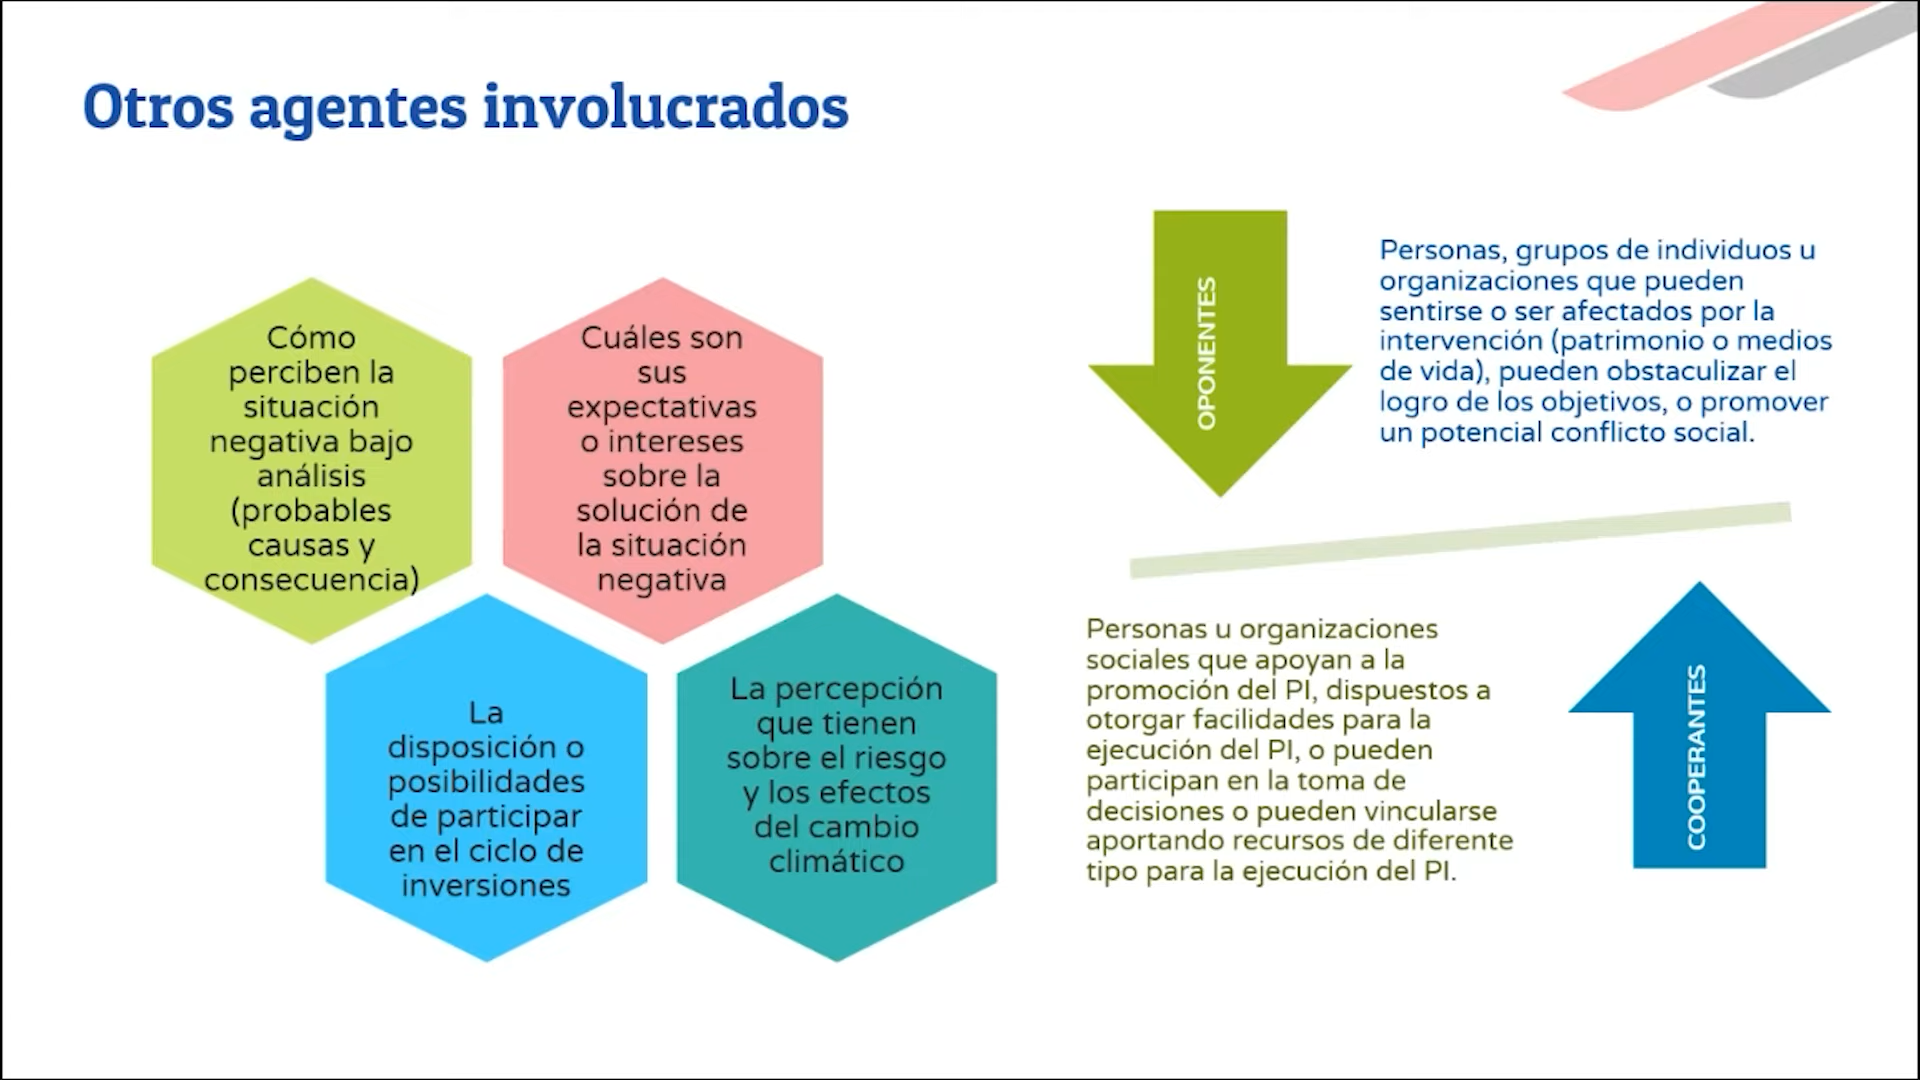 Otros agentes involucrados
Cómo
perciben la
situación
negativa bajo
análisis
(probables
causas y
consecuencia)
Cuáles son
sus
expectativas
o intereses
sobre la
solución de
la situación
negativa
La
disposición o
posibilidades
de participar
en el ciclo de
inversiones
La percepción
que tienen
sobre el riesgo
y los efectos
del cambio
climático
OPONENTES
Personas, grupos de individuos u
organizaciones que pueden
sentirse o ser afectados por la
intervención (patrimonio o medios
de vida), pueden obstaculizar el
logro de los objetivos, o promover
un potencial conflicto social.
Personas u organizaciones
sociales que apoyan a la
promoción del PI, dispuestos a
otorgar facilidades para la
ejecución del PI, o pueden
participan en la toma de
decisiones o pueden vincularse
aportando recursos de diferente
tipo para la ejecución del PI.
COOPERANTES